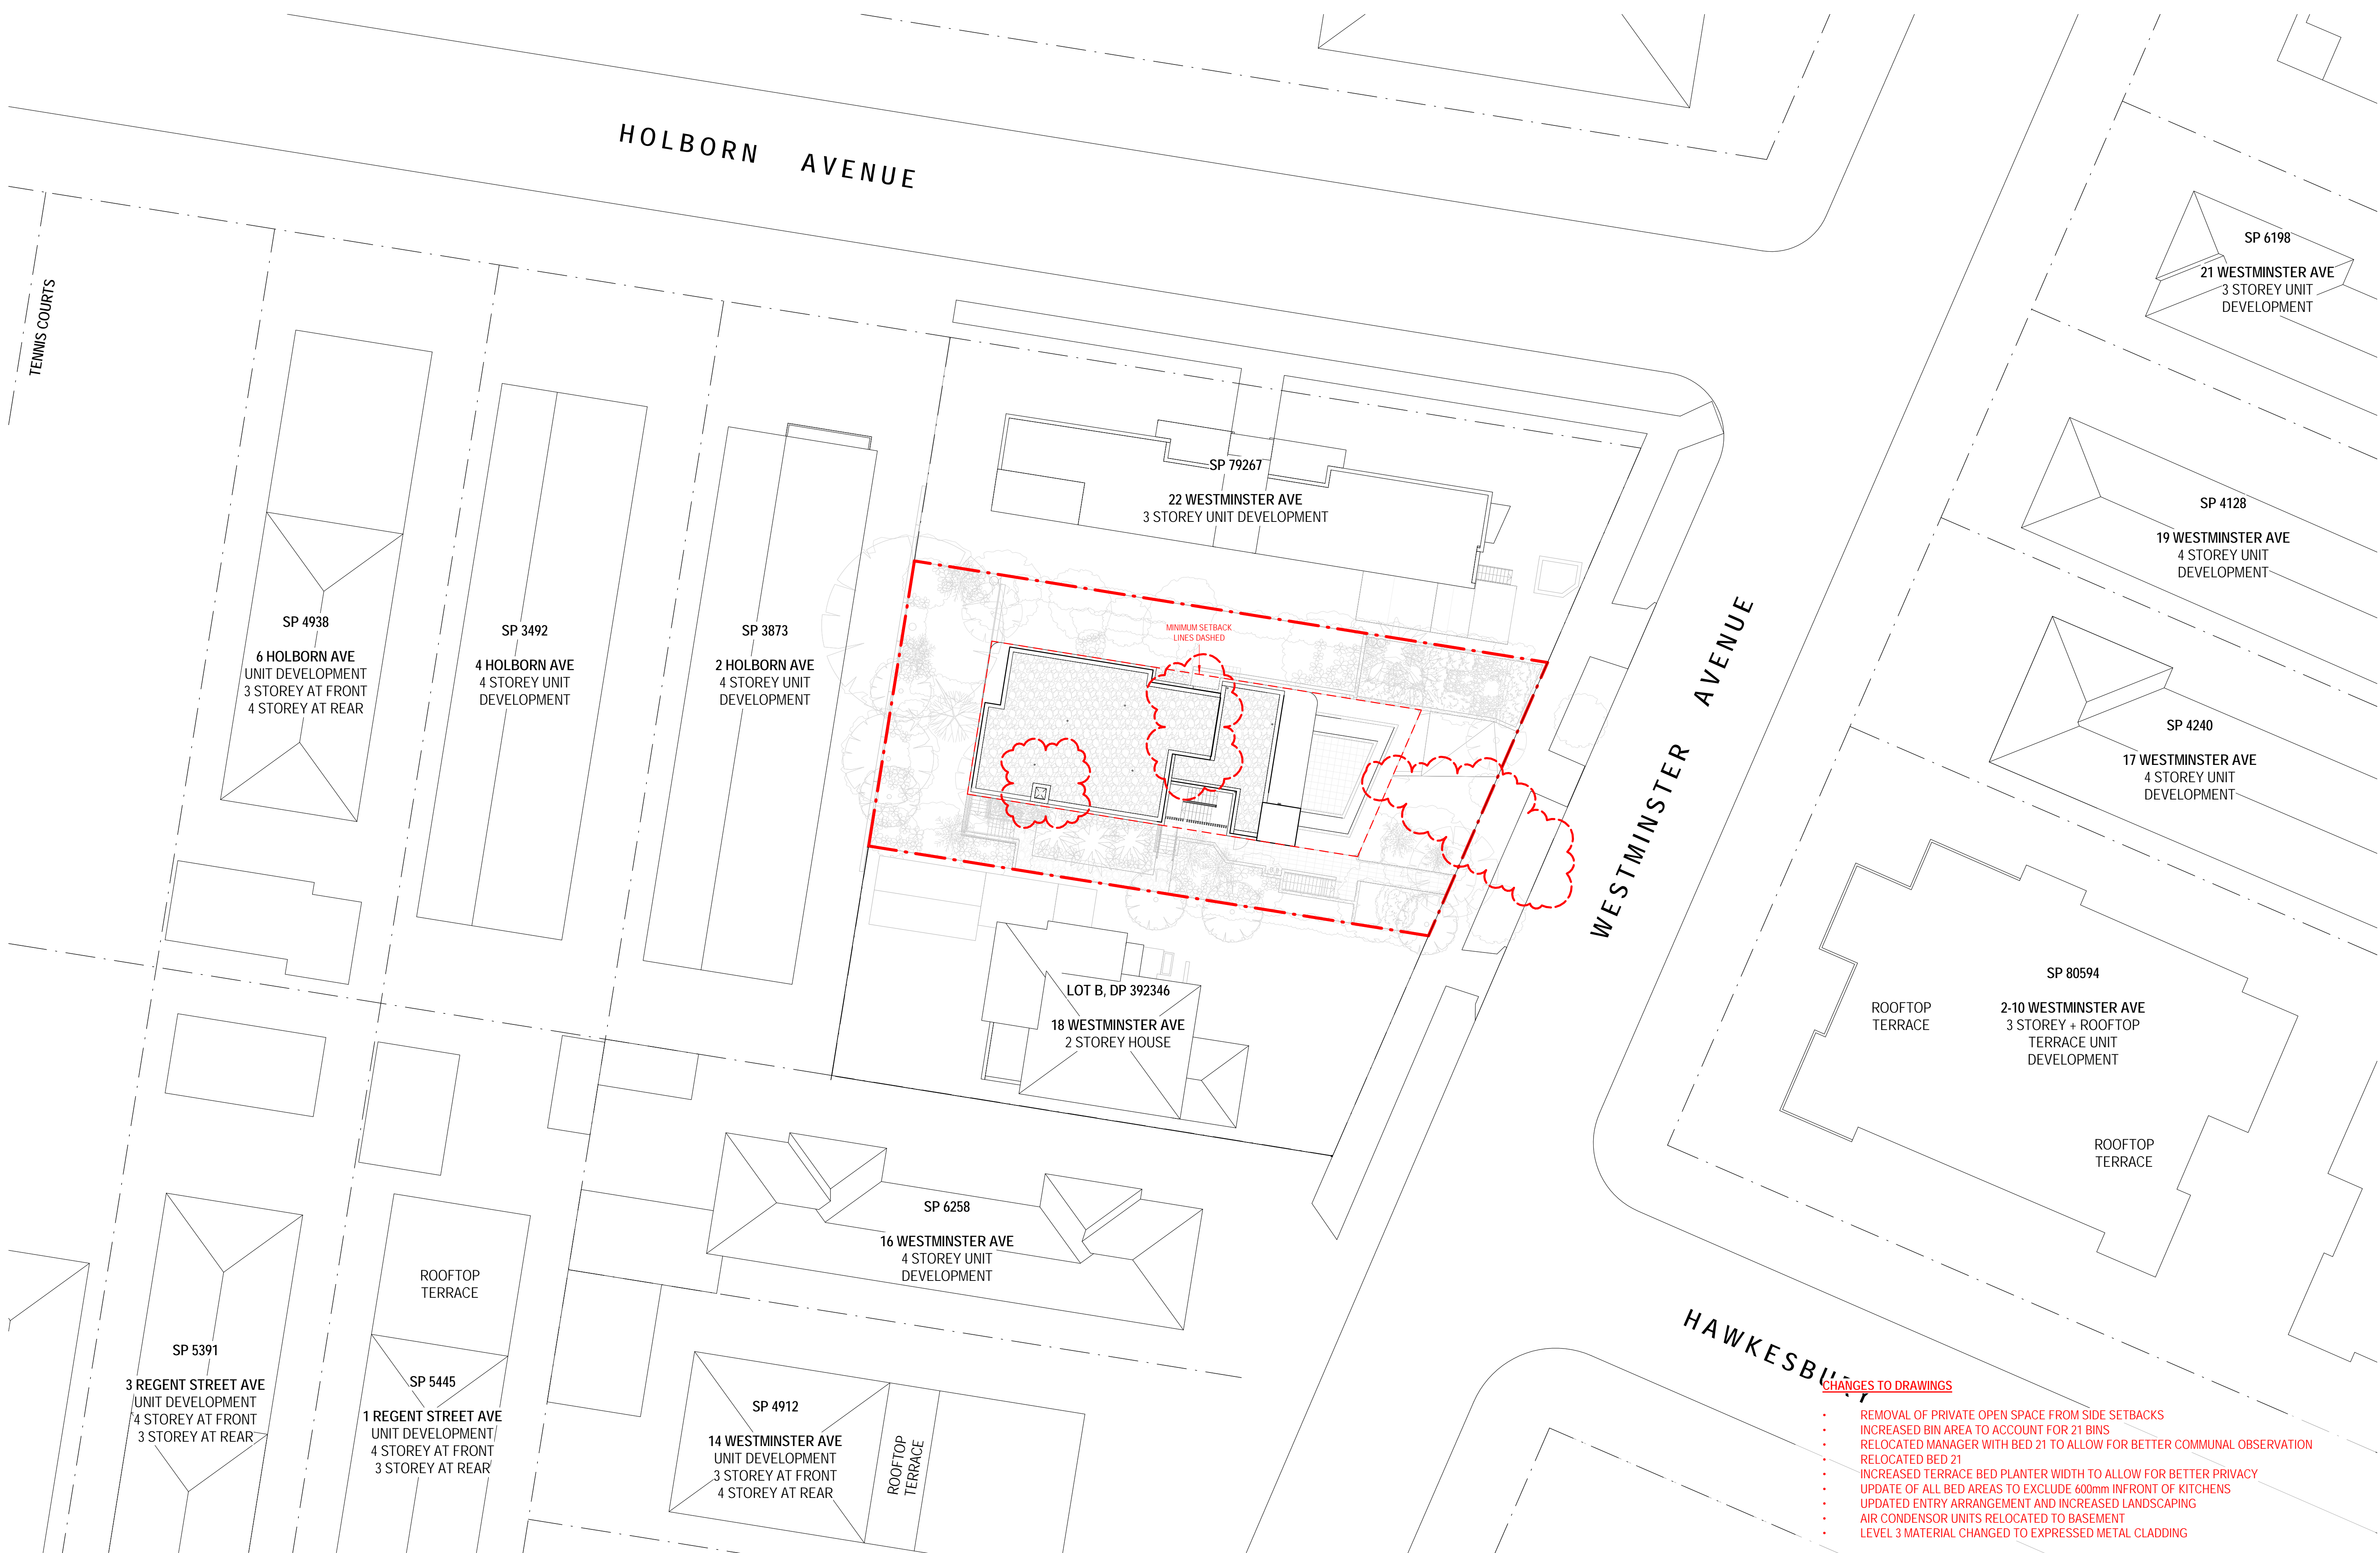 HOLBORN AVENUE
TENNIS COURTS
SP 6198
21 WESTMINSTER AVE
3 STOREY UNIT
DEVELOPMENT
SP 79267
22 WESTMINSTER AVE
3 STOREY UNIT DEVELOPMENT
SP 4128
19 WESTMINSTER AVE
4 STOREY UNIT
DEVELOPMENT
SP 4938
6 HOLBORN AVE
UNIT DEVELOPMENT
3 STOREY AT FRONT
4 STOREY AT REAR
SP 3492
4 HOLBORN AVE
4 STOREY UNIT
DEVELOPMENT
SP 3873
2 HOLBORN AVE
4 STOREY UNIT
DEVELOPMENT
MINIMUM SETBACK
LINES DASHED
WESTMINSTER AVENUE
SP 4240
17 WESTMINSTER AVE
4 STOREY UNIT
DEVELOPMENT
LOT B, DP 392346
18 WESTMINSTER AVE
2 STOREY HOUSE
ROOFTOP
TERRACE
SP 80594
2-10 WESTMINSTER AVE
3 STOREY + ROOFTOP
TERRACE UNIT
DEVELOPMENT
ROOFTOP
TERRACE
SP 6258
16 WESTMINSTER AVE
4 STOREY UNIT
DEVELOPMENT
ROOFTOP
TERRACE
SP 5391
3 REGENT STREET AVE
UNIT DEVELOPMENT
4 STOREY AT FRONT
3 STOREY AT REAR
SP 5445
1 REGENT STREET AVE
UNIT DEVELOPMENT
4 STOREY AT FRONT
3 STOREY AT REAR
SP 4912
14 WESTMINSTER AVE
UNIT DEVELOPMENT
3 STOREY AT FRONT
4 STOREY AT REAR
ROOFTOP
TERRACE
HAWKESBURY
CHANGES TO DRAWINGS
• REMOVAL OF PRIVATE OPEN SPACE FROM SIDE SETBACKS
• INCREASED BIN AREA TO ACCOUNT FOR 21 BINS
• RELOCATED MANAGER WITH BED 21 TO ALLOW FOR BETTER COMMUNAL OBSERVATION
• RELOCATED BED 21
• INCREASED TERRACE BED PLANTER WIDTH TO ALLOW FOR BETTER PRIVACY
• UPDATE OF ALL BED AREAS TO EXCLUDE 600mm INFRONT OF KITCHENS
• UPDATED ENTRY ARRANGEMENT AND INCREASED LANDSCAPING
• AIR CONDENSOR UNITS RELOCATED TO BASEMENT
• LEVEL 3 MATERIAL CHANGED TO EXPRESSED METAL CLADDING